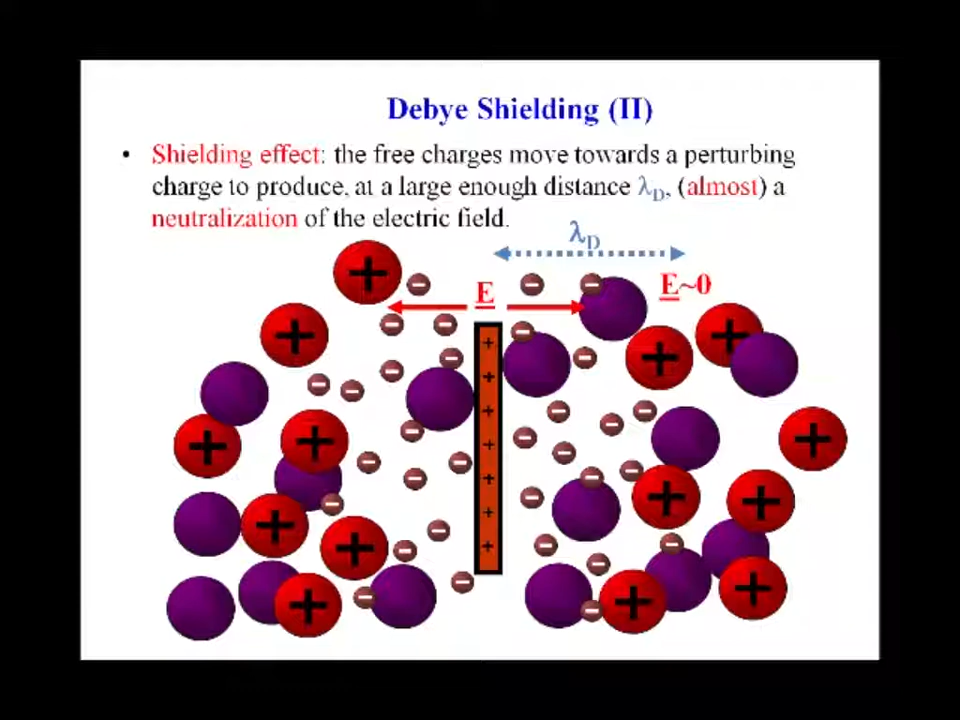 Debye Shielding (II)
• Shielding effect: the free charges move towards a perturbing
charge to produce, at a large enough distance λD, (almost) a
neutralization of the electric field.
λD
E
E~0